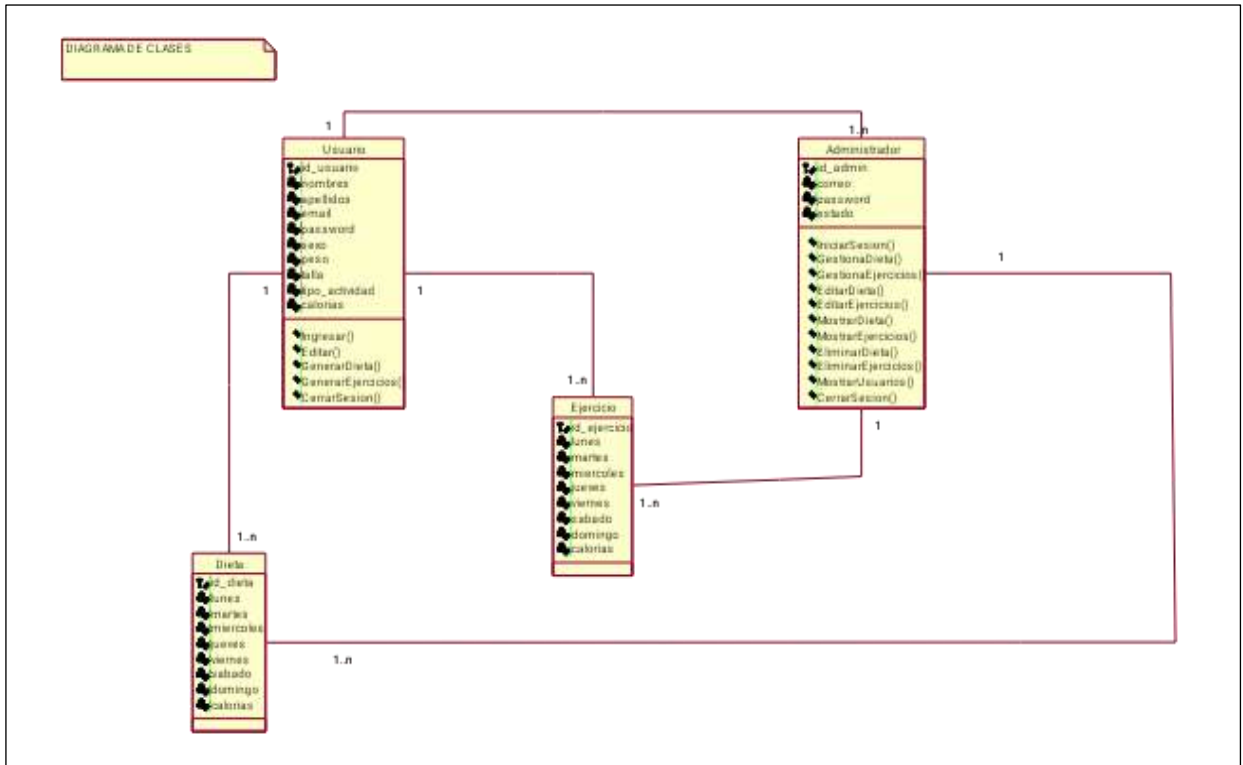 DIAGRAMA DE CLASES
1
1..n
Usuario
id_usuario
nombres
apellidos
email
password
sexo
peso
talla
tipo_actividad
calorias
Ingresar()
Editar()
GenerarDieta()
GenerarEjercicios()
CerrarSesion()
Administrador
id_admin
correo
password
estado
IniciarSesion()
GestionaDieta()
GestionaEjercicios()
EditarDieta()
EditarEjercicios()
MostrarDieta()
MostrarEjercicios()
EliminarDieta()
EliminarEjercicios()
MostrarUsuarios()
CerrarSesion()
1
1
1
1..n
Ejercicio
id_ejercicio
lunes
martes
miercoles
jueves
viernes
sabado
domingo
calorias
1
1..n
1..n
Dieta
id_dieta
lunes
martes
miercoles
jueves
viernes
sabado
domingo
calorias
1..n